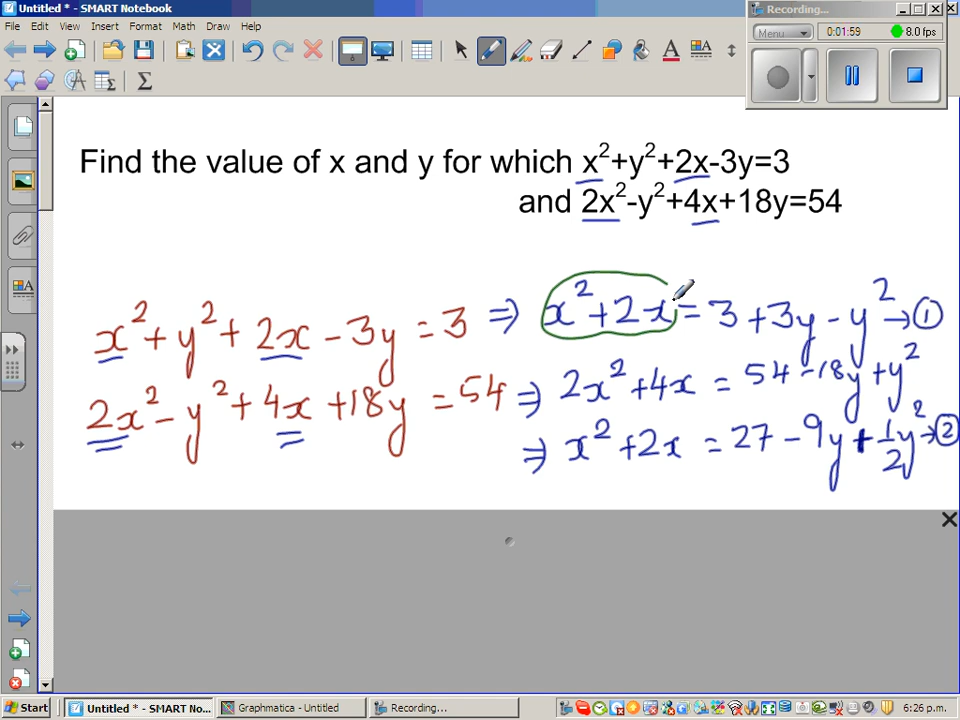 Untitled * - SMART Notebook
Recording...
File Edit View Insert Format Math Draw Help
Menu 0:01:59 8.0 fps
Find the value of x and y for which x²+y²+2x-3y=3
and 2x²-y²+4x+18y=54
x² + y² + 2x - 3y = 3 ⇒ x² + 2x = 3 + 3y - y² → ①
2x² - y² + 4x + 18y = 54 ⇒ 2x² + 4x = 54 - 18y + y²
⇒ x² + 2x = 27 - 9y + 1/2 y² → ②
Start Untitled * - SMART No... Graphmatica - Untitled Recording... 6:26 p.m.